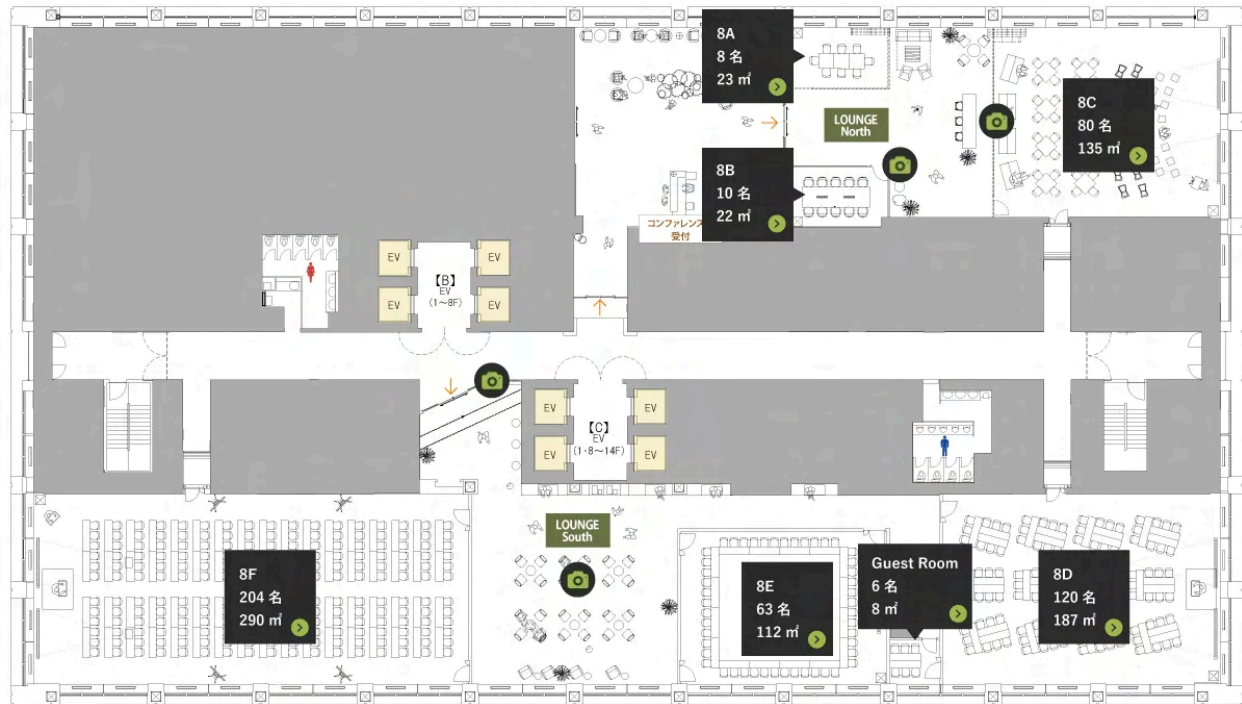 8A
8 名
23 ㎡
LOUNGE
North
8C
80 名
135 ㎡
8B
10 名
22 ㎡
コンファレンス
受付
EV
EV
EV
EV
【B】
EV
(1～8F)
EV
EV
EV
EV
【C】
EV
(1·8～14F)
LOUNGE
South
8F
204 名
290 ㎡
8E
63 名
112 ㎡
Guest Room
6 名
8 ㎡
8D
120 名
187 ㎡